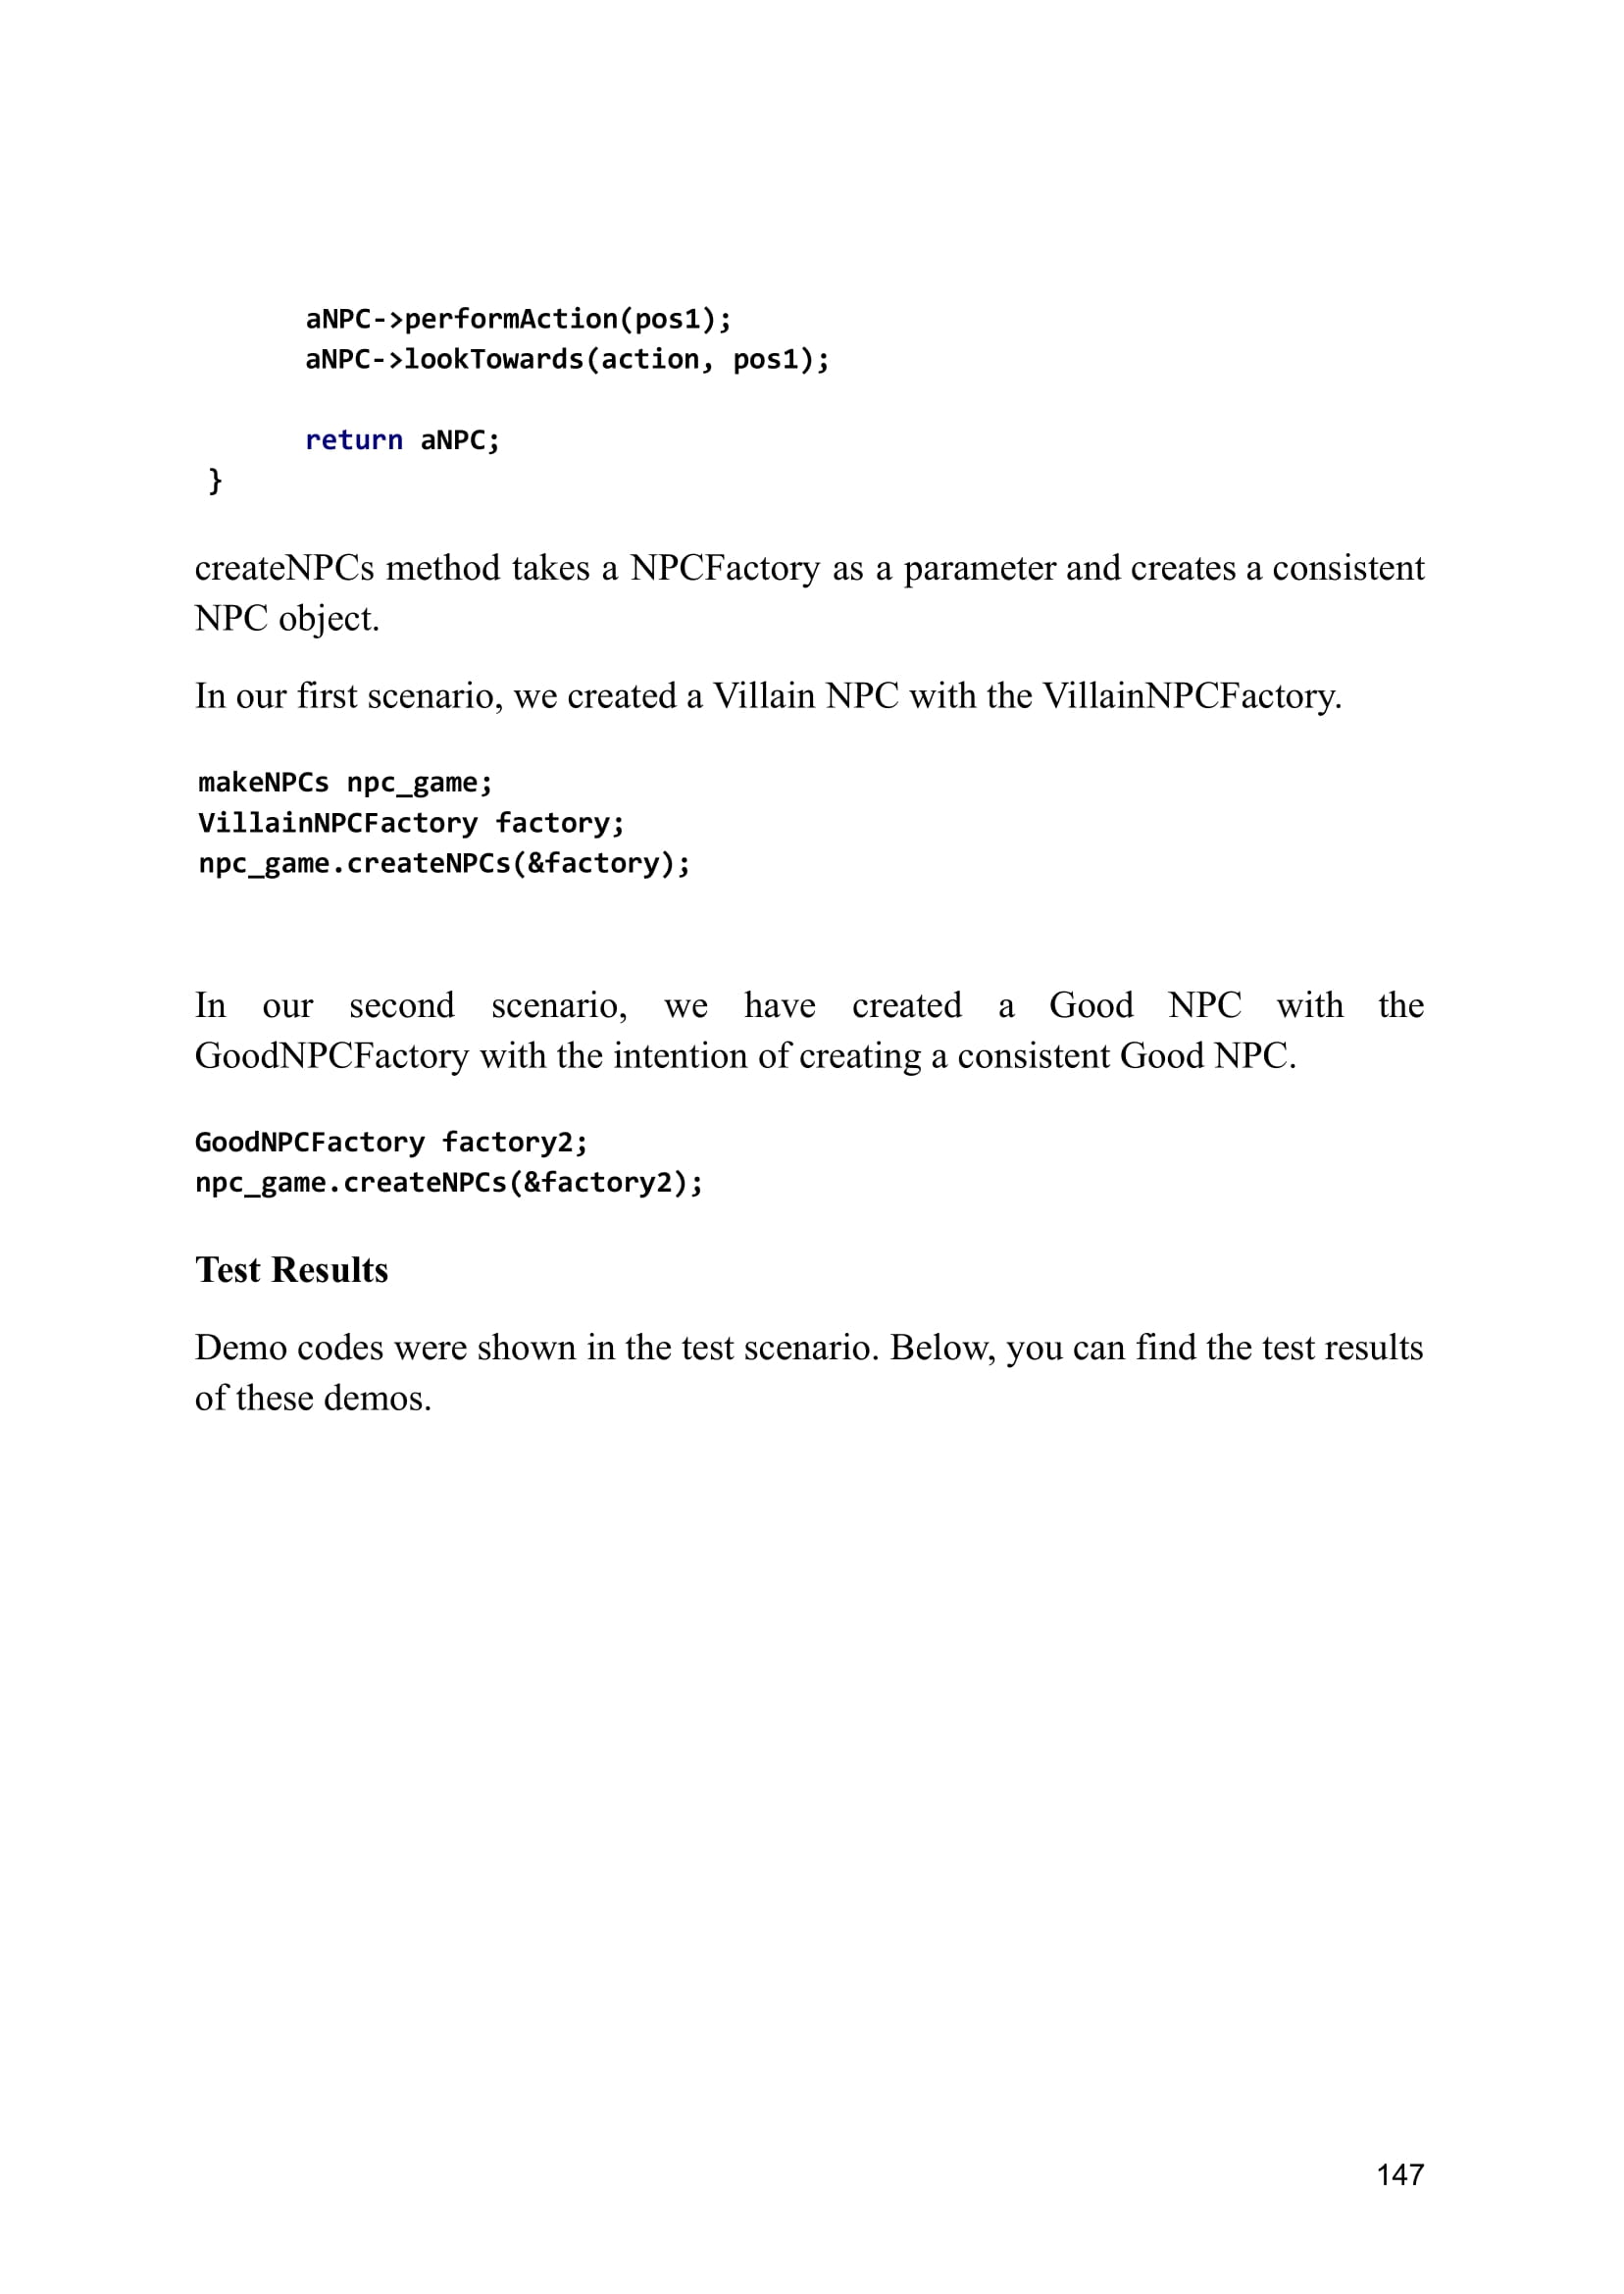 aNPC->performAction(pos1);
aNPC->lookTowards(action, pos1);
return aNPC;
}
createNPCs method takes a NPCFactory as a parameter and creates a consistent
NPC object.
In our first scenario, we created a Villain NPC with the VillainNPCFactory.
makeNPCs npc_game;
VillainNPCFactory factory;
npc_game.createNPCs(&factory);
In our second scenario, we have created a Good NPC with the
GoodNPCFactory with the intention of creating a consistent Good NPC.
GoodNPCFactory factory2;
npc_game.createNPCs(&factory2);
Test Results
Demo codes were shown in the test scenario. Below, you can find the test results
of these demos.
147